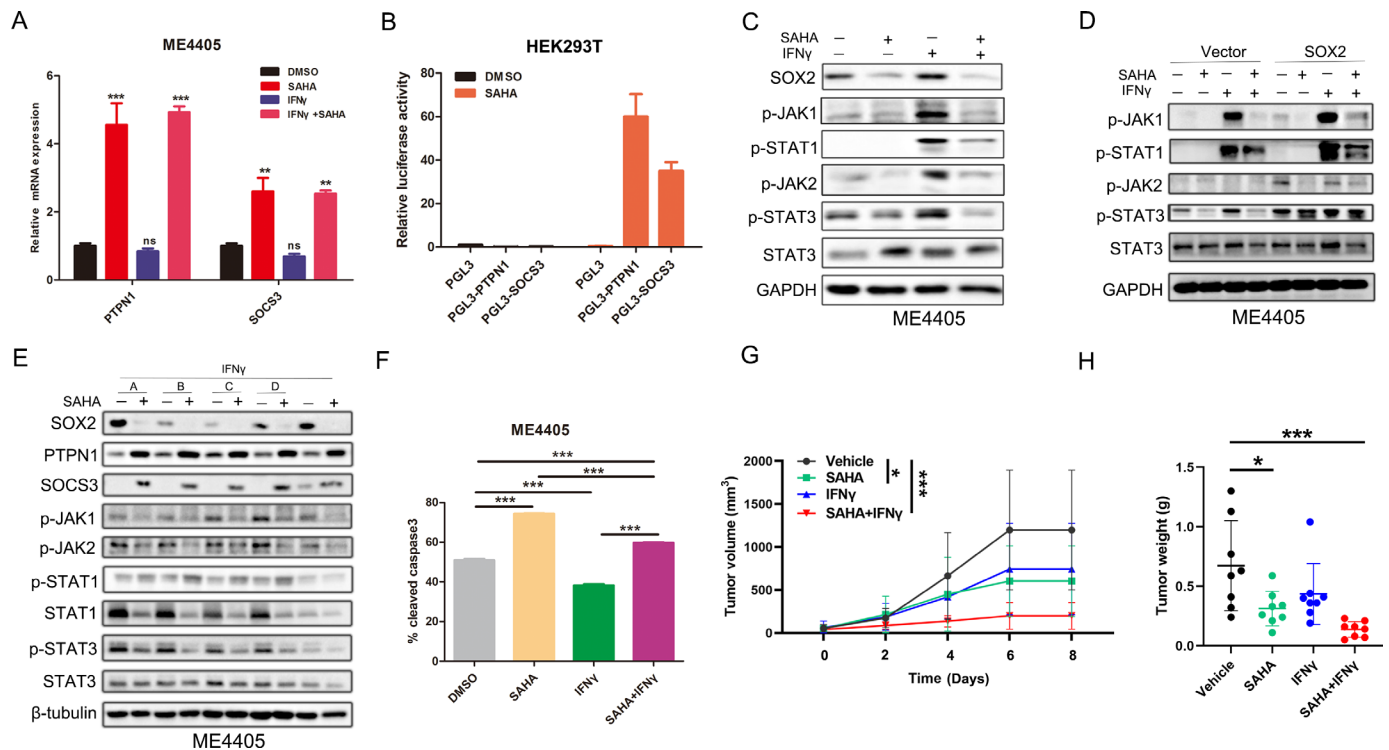 A
ME4405
Relative mRNA expression
6
4
2
0
DMSO
SAHA
IFNγ
IFNγ +SAHA
*** *** ns ** ns **
PTPN1
SOCS3
B
HEK293T
Relative luciferase activity
80
60
40
20
0
DMSO
SAHA
PGL3
PGL3-PTPN1
PGL3-SOCS3
PGL3
PGL3-PTPN1
PGL3-SOCS3
C
SAHA – + – +
IFNγ – – + +
SOX2
p-JAK1
p-STAT1
p-JAK2
p-STAT3
STAT3
GAPDH
ME4405
D
Vector SOX2
SAHA – + – + – + – +
IFNγ – – + + – – + +
p-JAK1
p-STAT1
p-JAK2
p-STAT3
STAT3
GAPDH
ME4405
E
IFNγ
A B C D
SAHA – + – + – + – + – +
SOX2
PTPN1
SOCS3
p-JAK1
p-JAK2
p-STAT1
STAT1
p-STAT3
STAT3
β-tubulin
ME4405
F
ME4405
% cleaved caspase3
80
60
40
20
0
***
***
***
***
***
DMSO
SAHA
IFNγ
SAHA+IFNγ
G
Tumor volume (mm3)
2000
1500
1000
500
0
Vehicle
SAHA
IFNγ
SAHA+IFNγ
*
***
0 2 4 6 8
Time (Days)
H
Tumor weight (g)
1.5
1.0
0.5
0.0
***
*
Vehicle
SAHA
IFNγ
SAHA+IFNγ